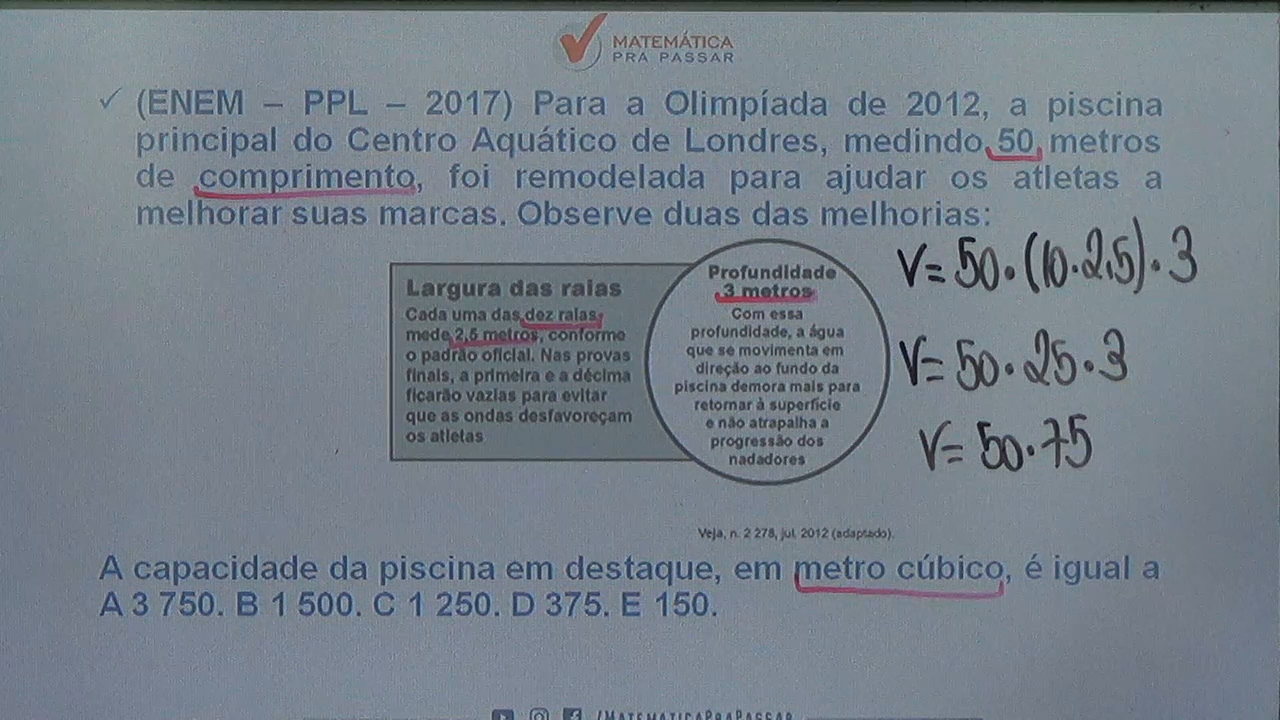 MATEMÁTICA
PRA PASSAR
✓ (ENEM – PPL – 2017) Para a Olimpíada de 2012, a piscina
principal do Centro Aquático de Londres, medindo 50 metros
de comprimento, foi remodelada para ajudar os atletas a
melhorar suas marcas. Observe duas das melhorias:
Largura das raias
Cada uma das dez raias
mede 2,5 metros, conforme
o padrão oficial. Nas provas
finais, a primeira e a décima
ficarão vazias para evitar
que as ondas desfavoreçam
os atletas
Profundidade
3 metros
Com essa
profundidade, a água
que se movimenta em
direção ao fundo da
piscina demora mais para
retornar à superfície
e não atrapalha a
progressão dos
nadadores
V = 50 · (10 · 2,5) · 3
V = 50 · 25 · 3
V = 50 · 75
Veja, n. 2 278, jul. 2012 (adaptado).
A capacidade da piscina em destaque, em metro cúbico, é igual a
A 3 750. B 1 500. C 1 250. D 375. E 150.
/MATEMATICAPRAPASSAR